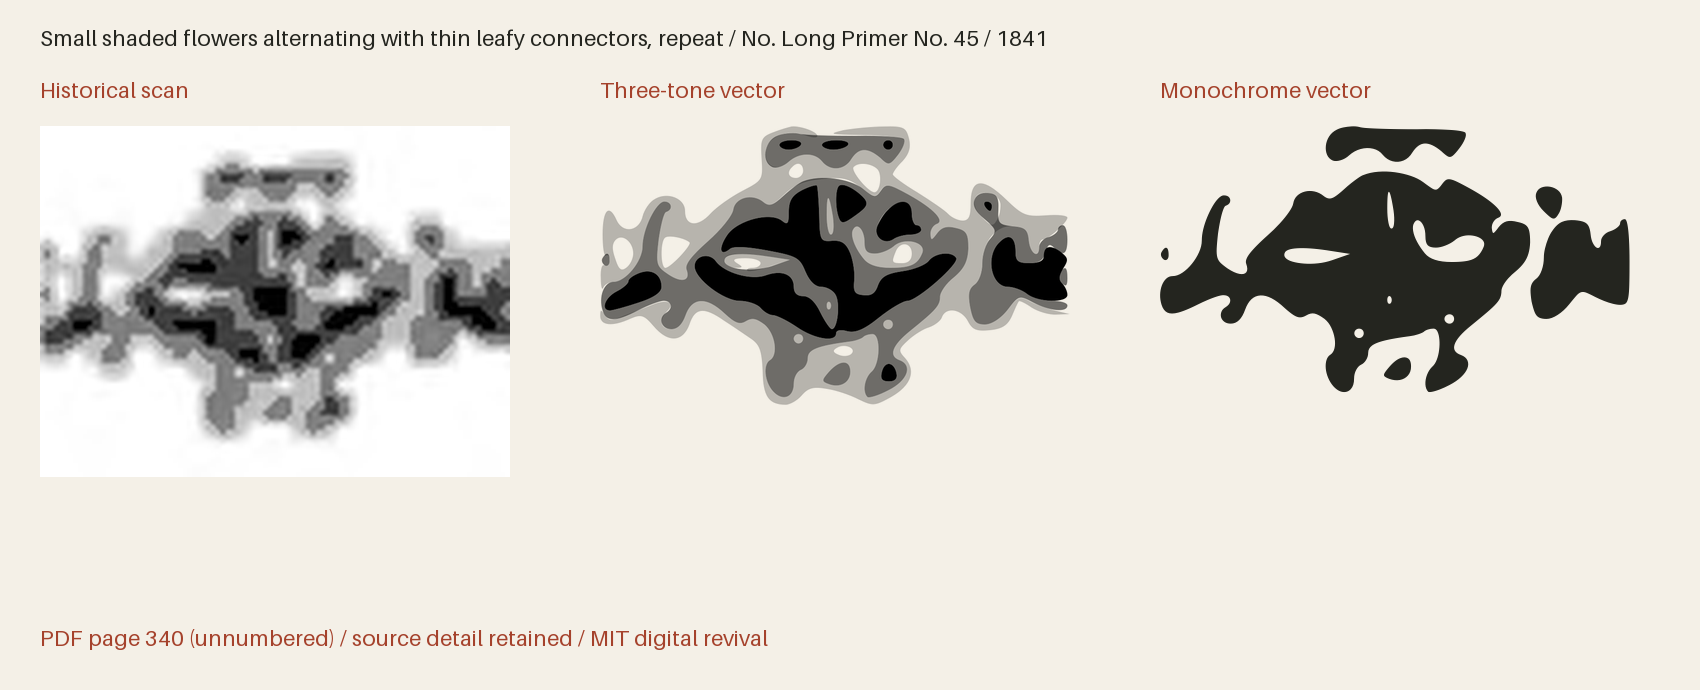 Small shaded flowers alternating with thin leafy connectors, repeat / No. Long Primer No. 45 / 1841
Historical scan
Three-tone vector
Monochrome vector
PDF page 340 (unnumbered) / source detail retained / MIT digital revival